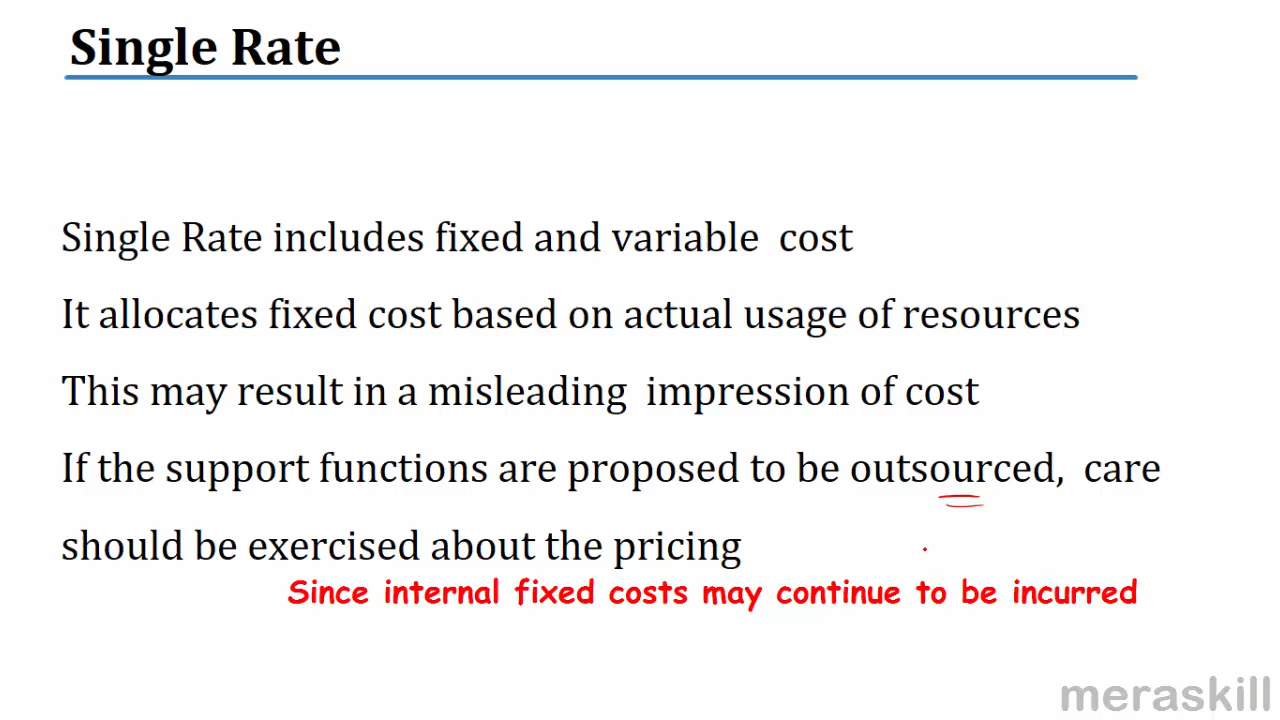 Single Rate
Single Rate includes fixed and variable cost
It allocates fixed cost based on actual usage of resources
This may result in a misleading impression of cost
If the support functions are proposed to be outsourced, care
should be exercised about the pricing
Since internal fixed costs may continue to be incurred
meraskill